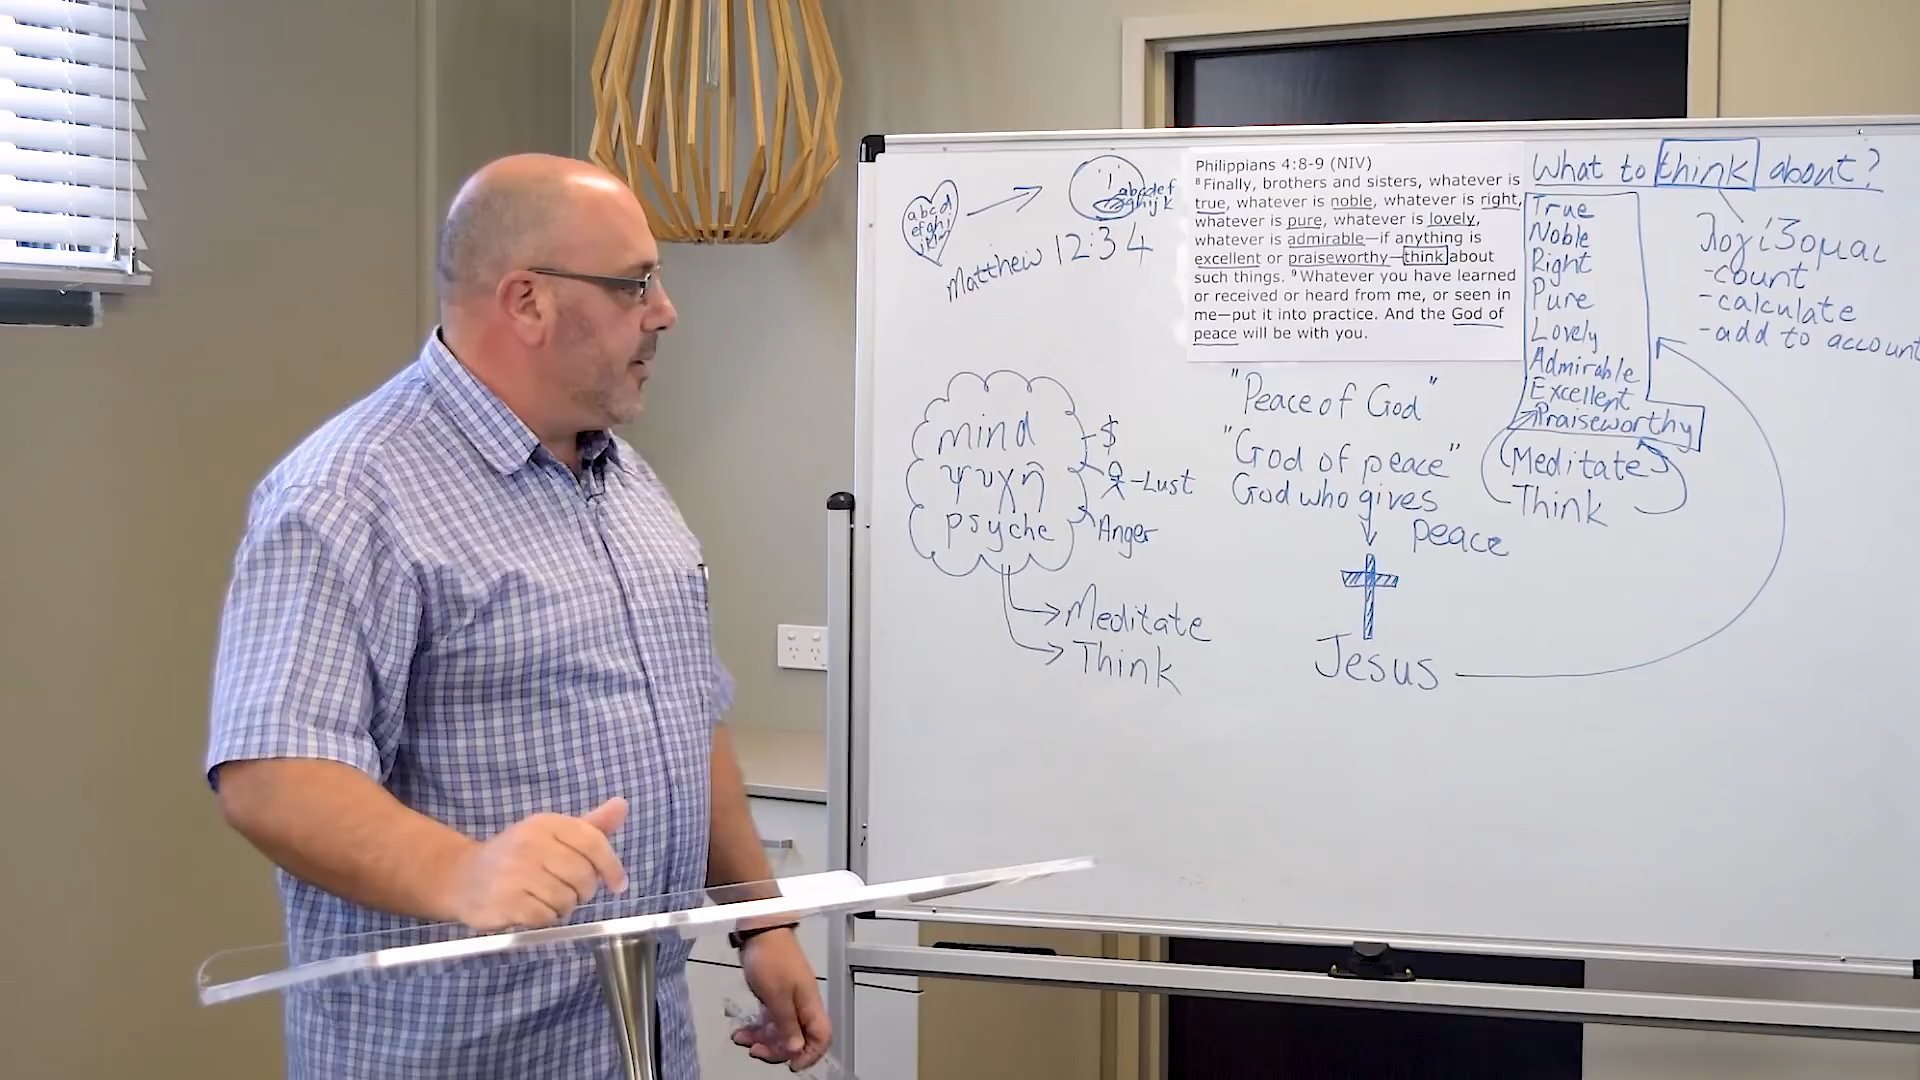 abcd
efghi
jklm
abcdef
ghijk
Matthew 12:34
Philippians 4:8-9 (NIV)
8 Finally, brothers and sisters, whatever is
true, whatever is noble, whatever is right,
whatever is pure, whatever is lovely,
whatever is admirable—if anything is
excellent or praiseworthy—think about
such things. 9 Whatever you have learned
or received or heard from me, or seen in
me—put it into practice. And the God of
peace will be with you.
What to think about?
True
Noble
Right
Pure
Lovely
Admirable
Excellent
Praiseworthy
Meditate
Think
λογίζομαι
-count
-calculate
-add to account
mind
ψυχῆ
psyche
-$
-Lust
Anger
Meditate
Think
"Peace of God"
"God of peace"
God who gives
peace
Jesus